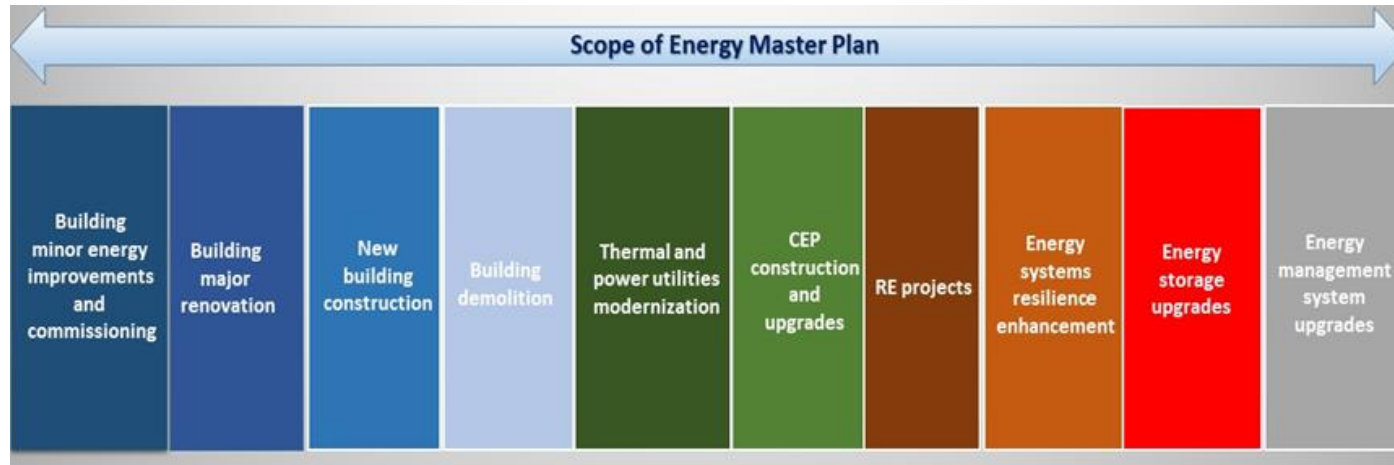 Scope of Energy Master Plan
Building
minor energy
improvements
and
commissioning
Building
major
renovation
New
building
construction
Building
demolition
Thermal and
power utilities
modernization
CEP
construction
and
upgrades
RE projects
Energy
systems
resilience
enhancement
Energy
storage
upgrades
Energy
management
system
upgrades